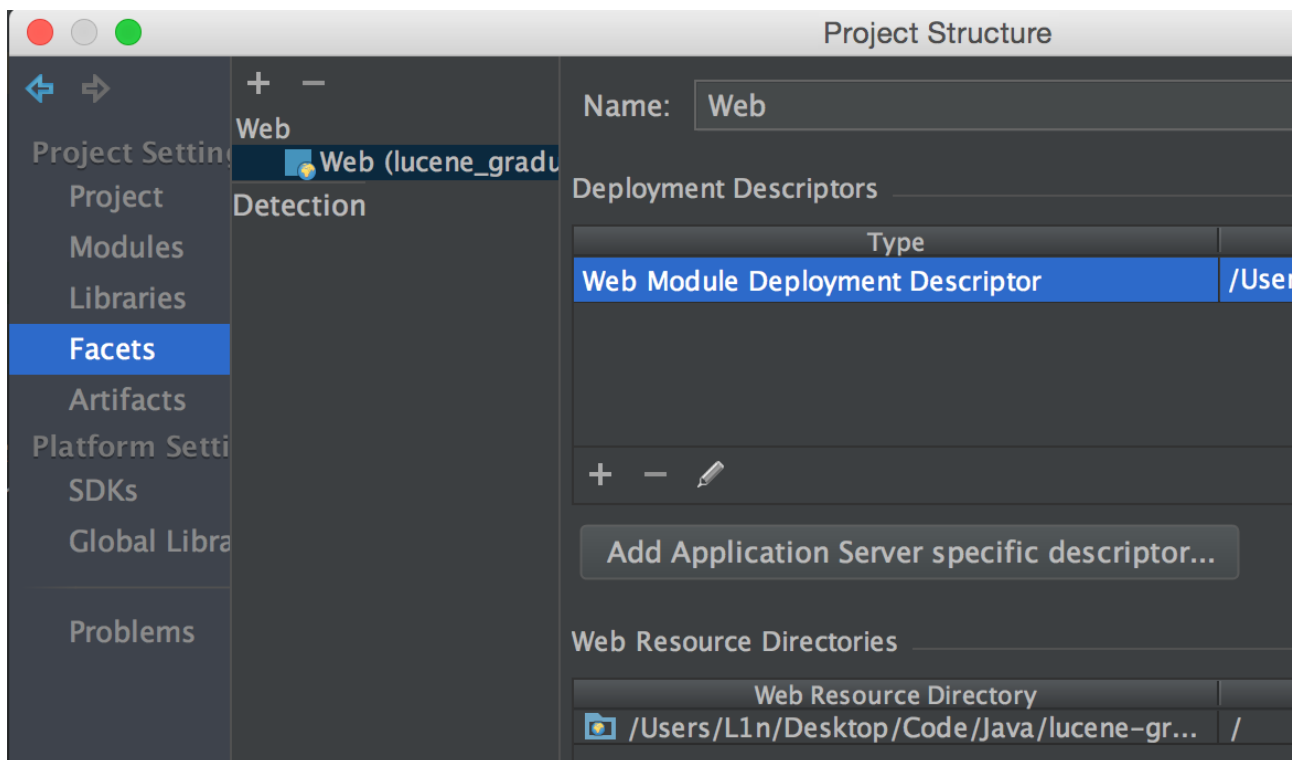 Project Structure
Project Settin
Project
Modules
Libraries
Facets
Artifacts
Platform Setti
SDKs
Global Libra
Problems
Web
Web (lucene_gradu
Detection
Name: Web
Deployment Descriptors
Type
Web Module Deployment Descriptor /User
Add Application Server specific descriptor...
Web Resource Directories
Web Resource Directory
/Users/L1n/Desktop/Code/Java/lucene-gr... /